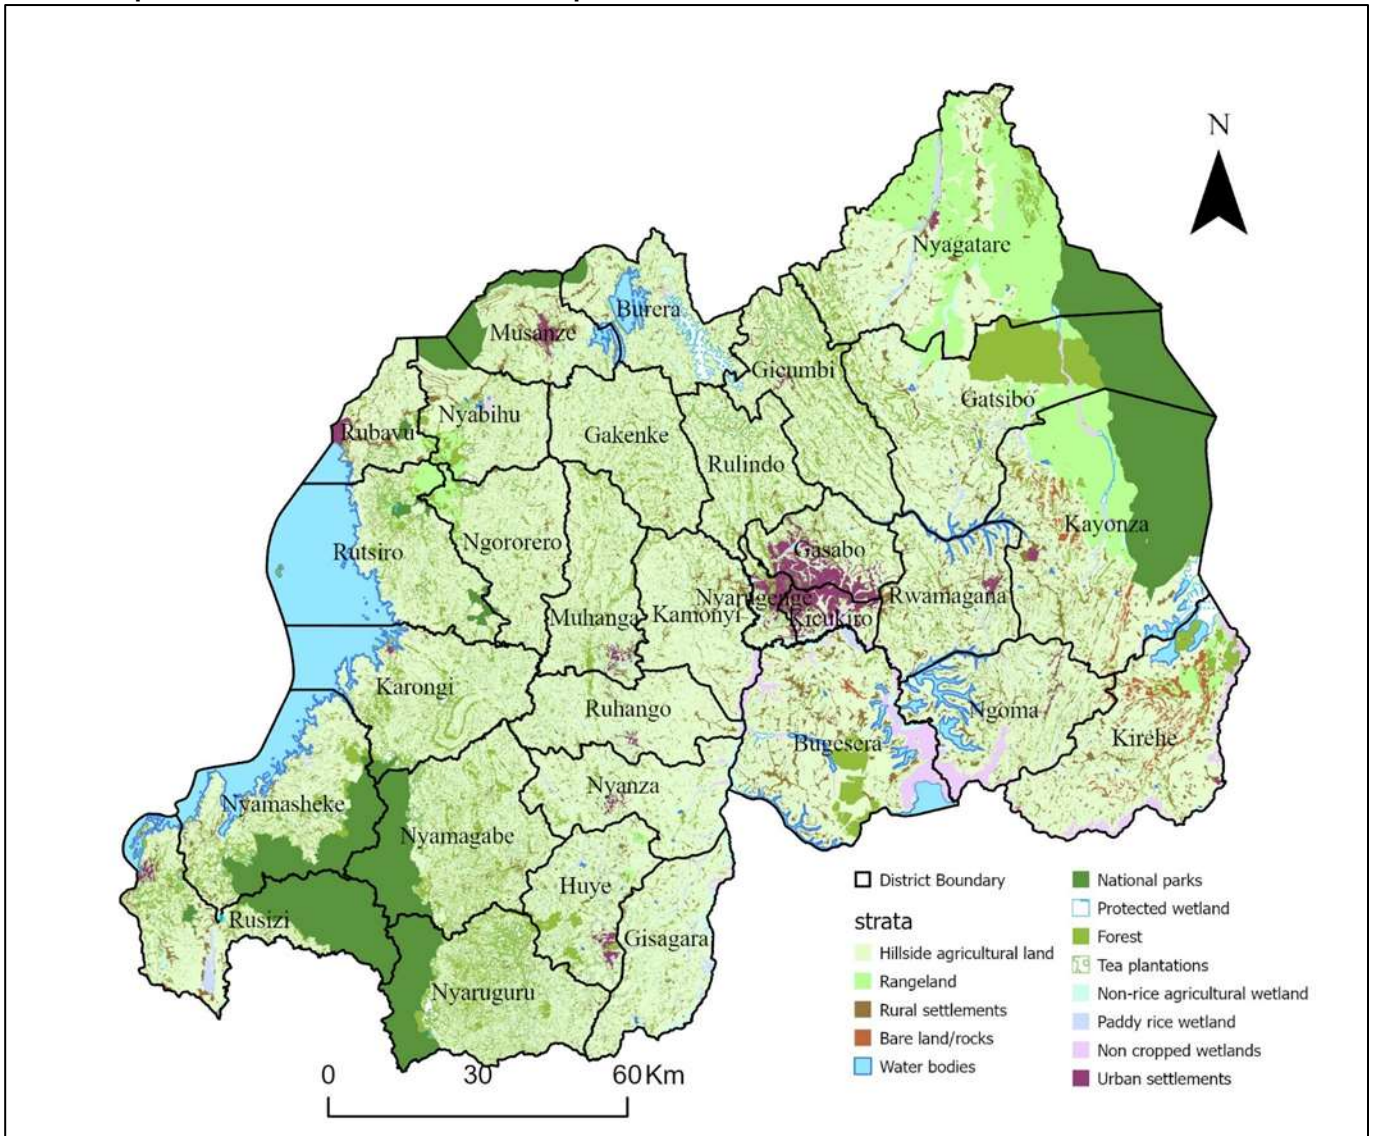 N
Nyagatare
Burera
Musanze
Gicumbi
Gatsibo
Nyabihu
Rubavu
Gakenke
Rulindo
Kayonza
Ngororero
Rutsiro
Gasabo
Nyarugenge
Rwamagana
Muhanga
Kamonyi
Kicukiro
Karongi
Ruhango
Ngoma
Bugesera
Kirehe
Nyanza
Nyamasheke
Nyamagabe
Huye
Rusizi
Gisagara
Nyaruguru
District Boundary
strata
Hillside agricultural land
Rangeland
Rural settlements
Bare land/rocks
Water bodies
National parks
Protected wetland
Forest
Tea plantations
Non-rice agricultural wetland
Paddy rice wetland
Non cropped wetlands
Urban settlements
0 30 60 Km